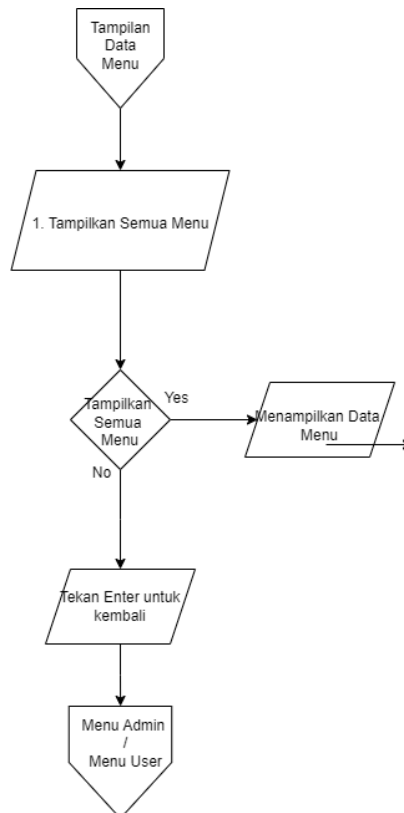 Tampilan
Data
Menu
1. Tampilkan Semua Menu
Tampilkan
Semua
Menu
Yes
Menampilkan Data
Menu
No
Tekan Enter untuk
kembali
Menu Admin
/
Menu User